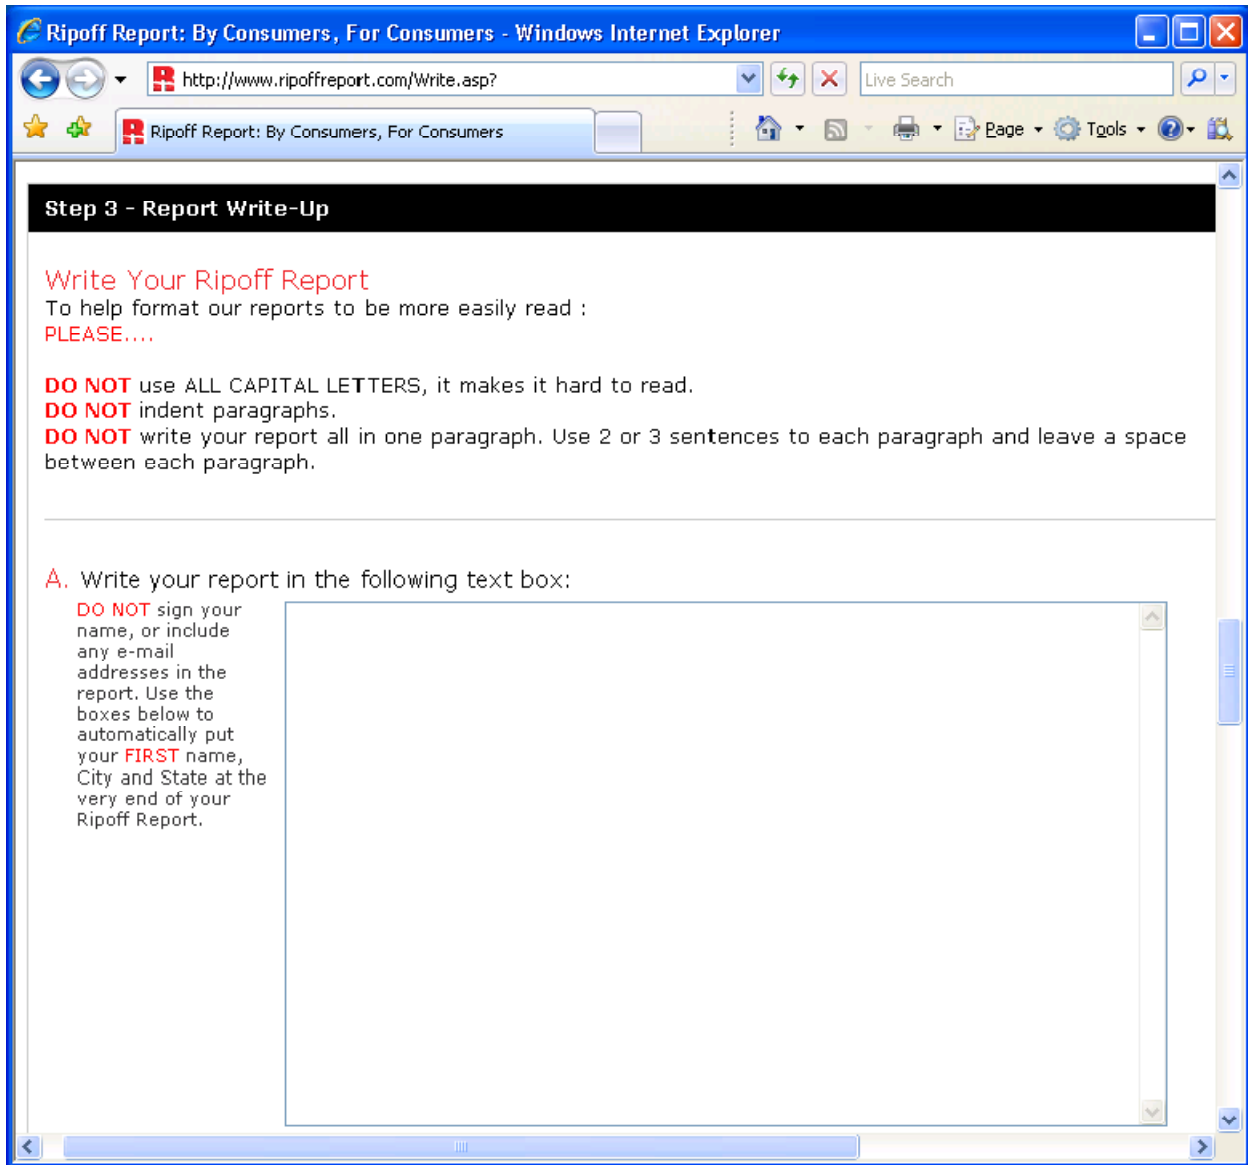 Ripoff Report: By Consumers, For Consumers - Windows Internet Explorer
http://www.ripoffreport.com/Write.asp?
Live Search
Ripoff Report: By Consumers, For Consumers
Page
Tools
Step 3 - Report Write-Up
Write Your Ripoff Report
To help format our reports to be more easily read :
PLEASE....
DO NOT use ALL CAPITAL LETTERS, it makes it hard to read.
DO NOT indent paragraphs.
DO NOT write your report all in one paragraph. Use 2 or 3 sentences to each paragraph and leave a space
between each paragraph.
A. Write your report in the following text box:
DO NOT sign your
name, or include
any e-mail
addresses in the
report. Use the
boxes below to
automatically put
your FIRST name,
City and State at the
very end of your
Ripoff Report.